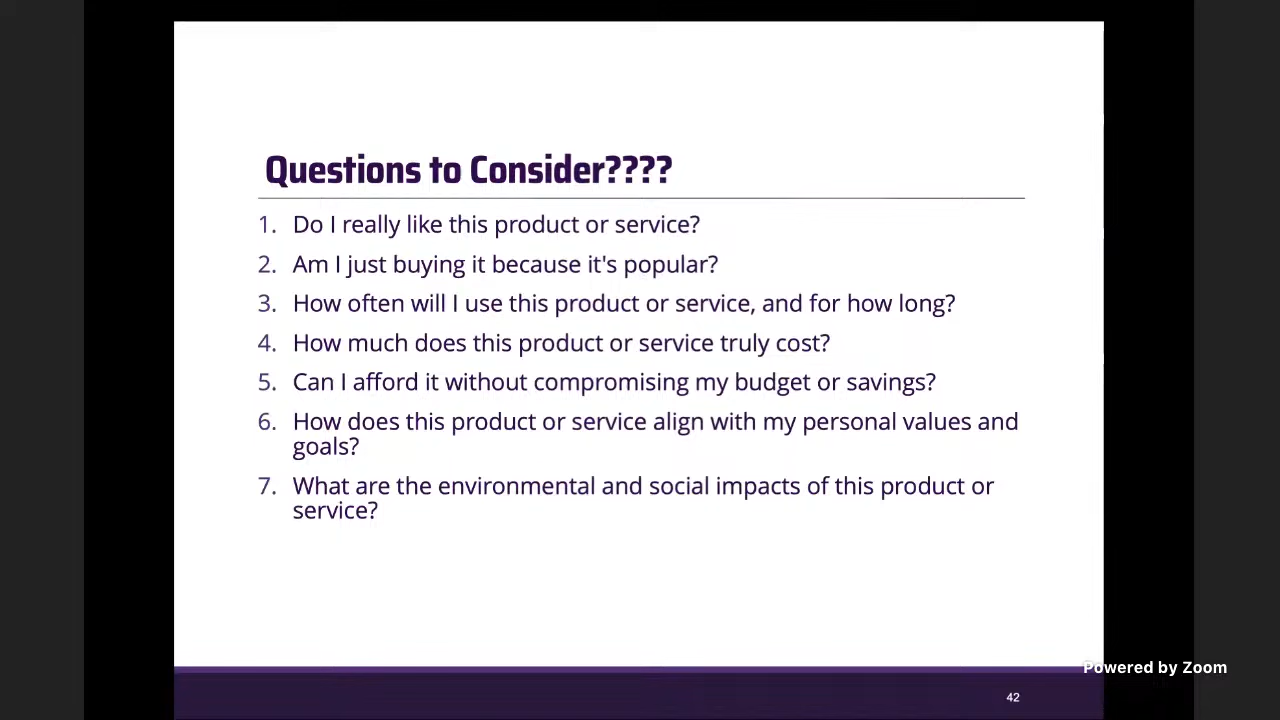 Questions to Consider????
1. Do I really like this product or service?
2. Am I just buying it because it's popular?
3. How often will I use this product or service, and for how long?
4. How much does this product or service truly cost?
5. Can I afford it without compromising my budget or savings?
6. How does this product or service align with my personal values and
goals?
7. What are the environmental and social impacts of this product or
service?
Powered by Zoom
42